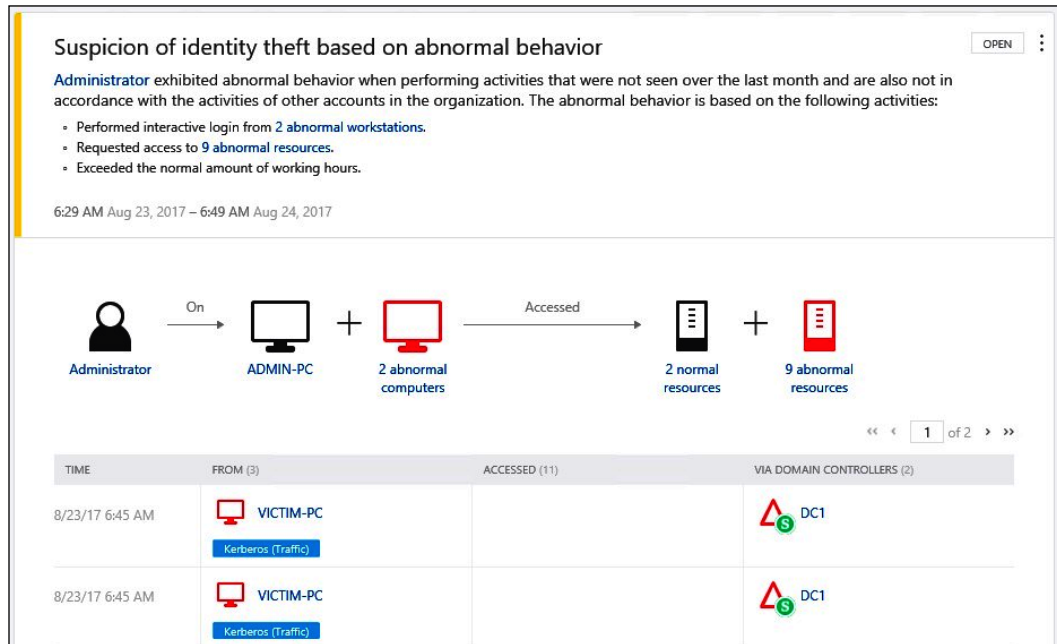 Suspicion of identity theft based on abnormal behavior
OPEN
Administrator exhibited abnormal behavior when performing activities that were not seen over the last month and are also not in
accordance with the activities of other accounts in the organization. The abnormal behavior is based on the following activities:
Performed interactive login from 2 abnormal workstations.
Requested access to 9 abnormal resources.
Exceeded the normal amount of working hours.
6:29 AM Aug 23, 2017 – 6:49 AM Aug 24, 2017
On
Accessed
Administrator
ADMIN-PC
2 abnormal
computers
2 normal
resources
9 abnormal
resources
1 of 2
TIME FROM (3) ACCESSED (11) VIA DOMAIN CONTROLLERS (2)
8/23/17 6:45 AM VICTIM-PC DC1
S
Kerberos (Traffic)
8/23/17 6:45 AM VICTIM-PC DC1
S
Kerberos (Traffic)